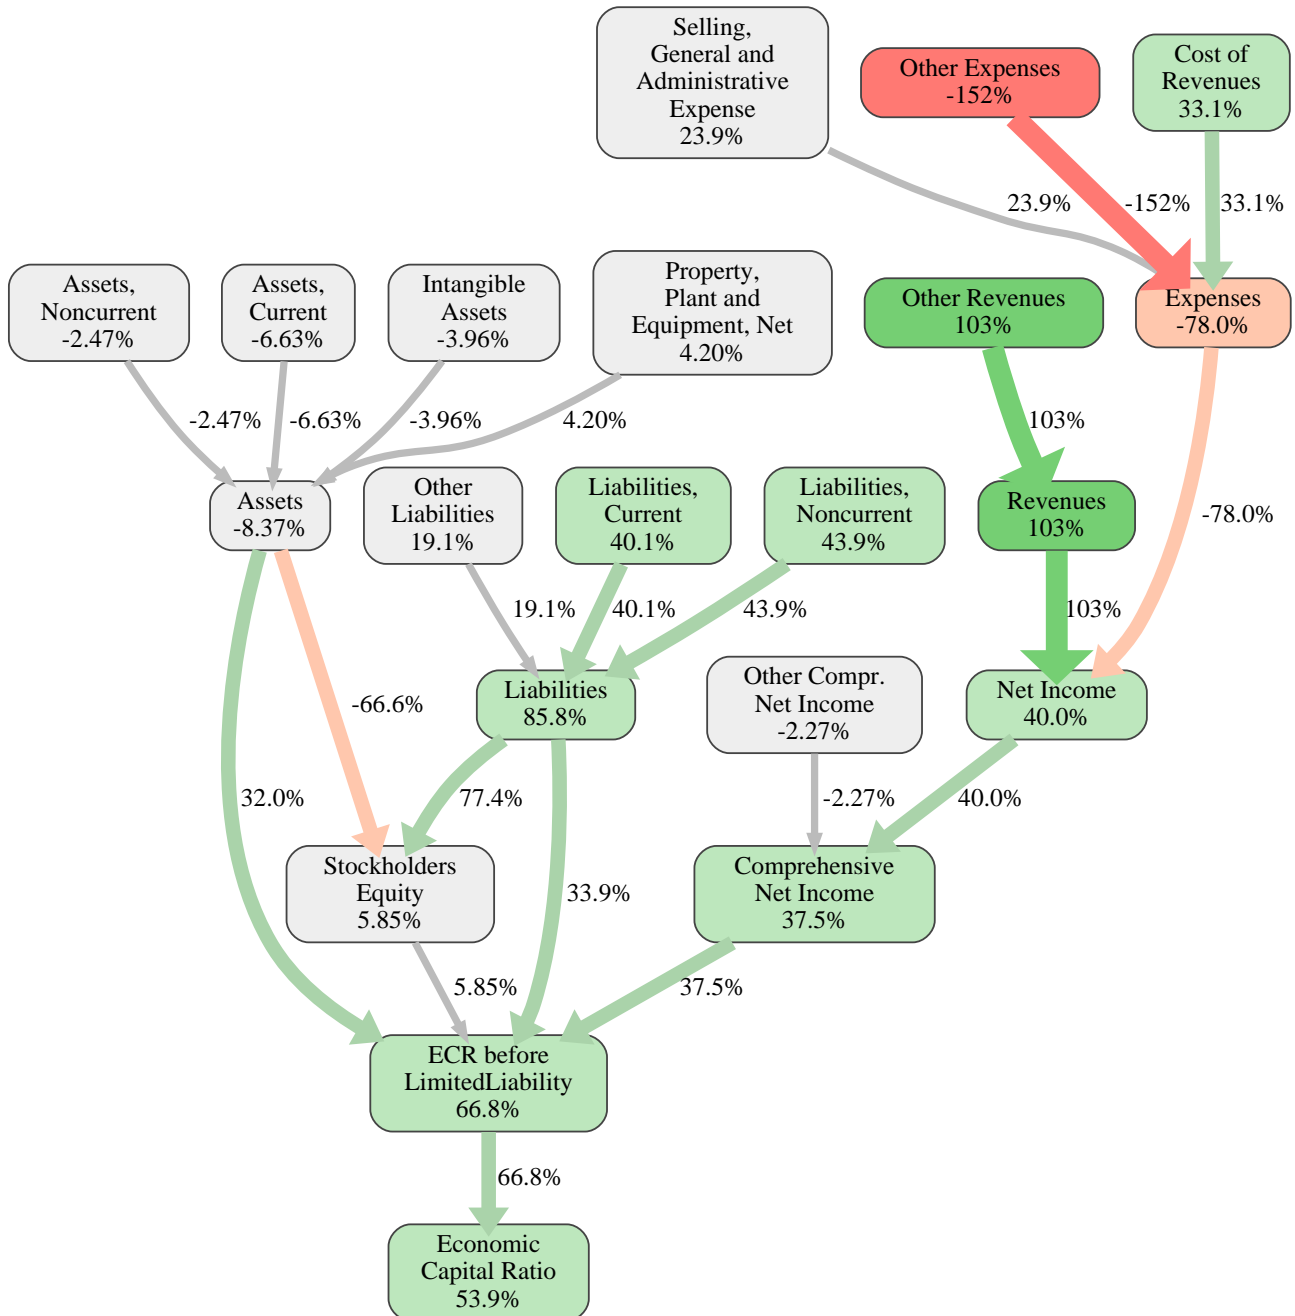 Selling,
General and
Administrative
Expense
23.9%
Other Expenses
-152%
Cost of
Revenues
33.1%
23.9%
-152%
33.1%
Assets,
Noncurrent
-2.47%
Assets,
Current
-6.63%
Intangible
Assets
-3.96%
Property,
Plant and
Equipment, Net
4.20%
Other Revenues
103%
Expenses
-78.0%
-2.47%
-6.63%
-3.96%
4.20%
103%
-78.0%
Assets
-8.37%
Other
Liabilities
19.1%
Liabilities,
Current
40.1%
Liabilities,
Noncurrent
43.9%
Revenues
103%
19.1%
40.1%
43.9%
103%
-66.6%
Liabilities
85.8%
Other Compr.
Net Income
-2.27%
Net Income
40.0%
32.0%
77.4%
-2.27%
40.0%
33.9%
Stockholders
Equity
5.85%
Comprehensive
Net Income
37.5%
5.85%
37.5%
ECR before
LimitedLiability
66.8%
66.8%
Economic
Capital Ratio
53.9%